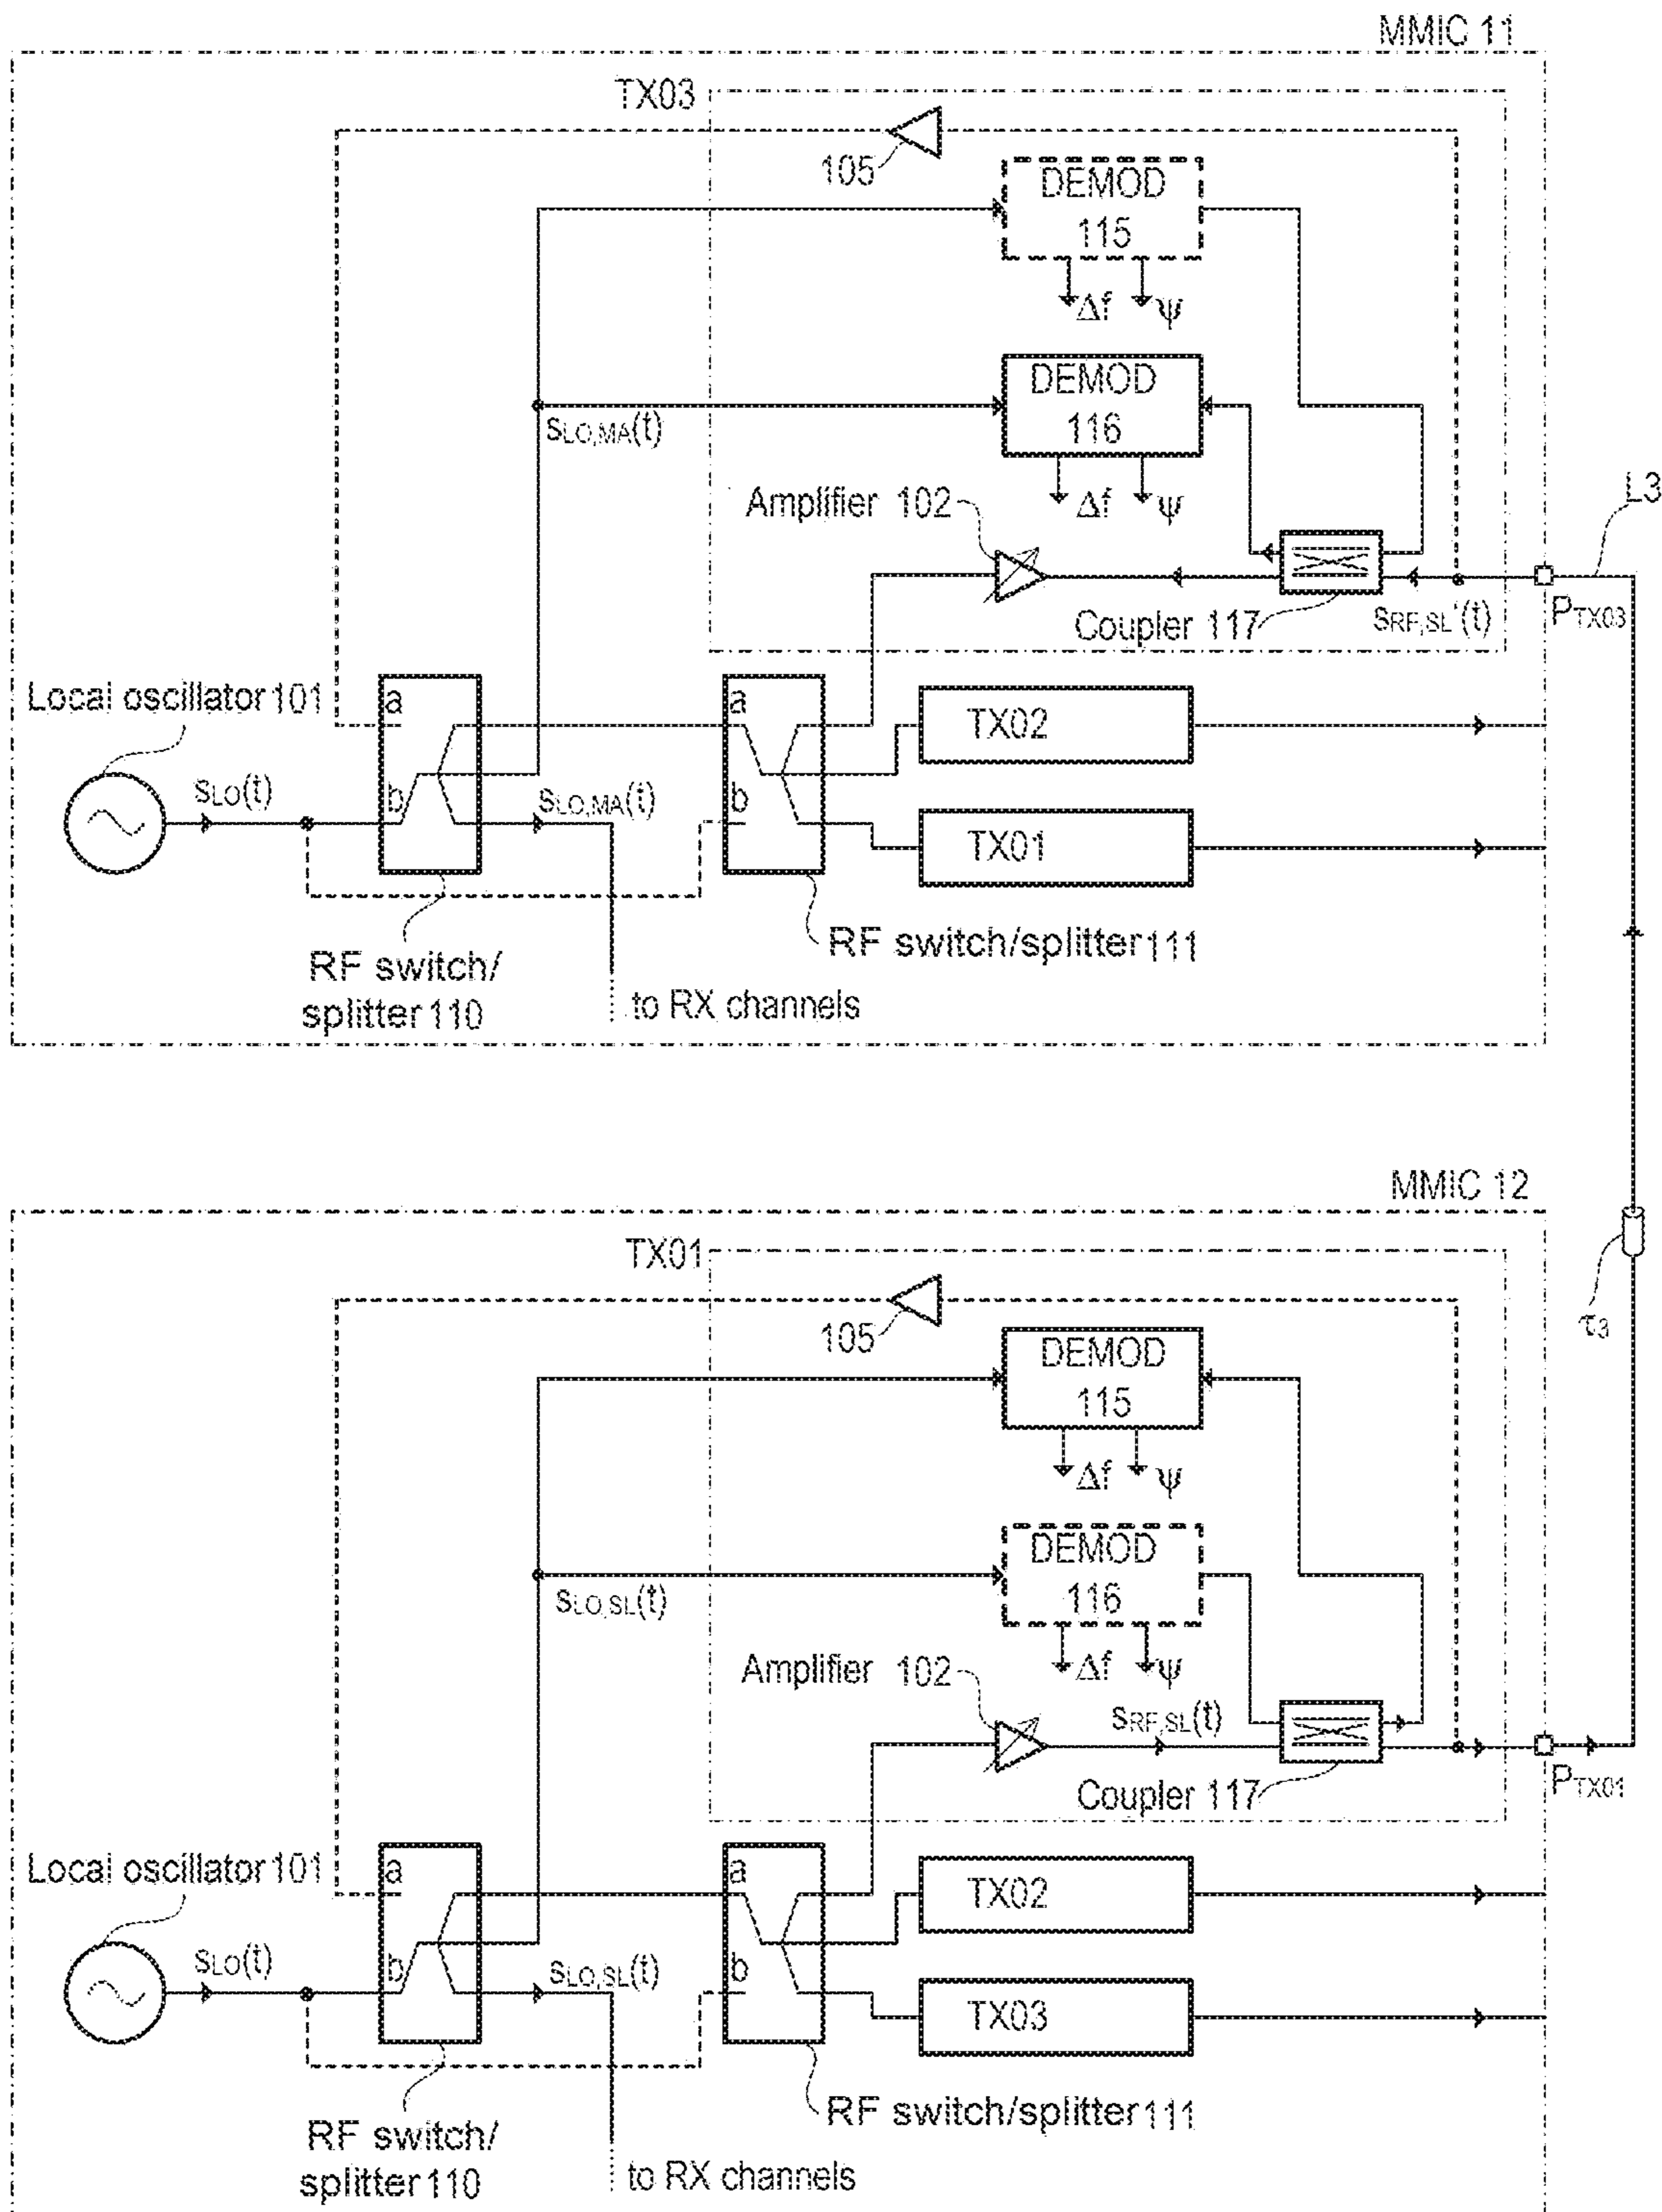 MMIC 11
TX03
105
DEMOD
115
Δf ψ
DEMOD
116
sLO,MA(t)
Δf ψ
Amplifier 102
L3
Coupler 117
sRF,SL'(t)
PTX03
Local oscillator 101
a
a
TX02
sLO(t)
b
sLO,MA(t)
b
TX01
RF switch/splitter 111
RF switch/
splitter 110
to RX channels
MMIC 12
TX01
105
τ3
DEMOD
115
Δf ψ
DEMOD
116
sLO,SL(t)
Δf ψ
Amplifier 102
sRF,SL(t)
Coupler 117
PTX01
Local oscillator 101
a
a
TX02
sLO(t)
b
sLO,SL(t)
b
TX03
RF switch/splitter 111
RF switch/
splitter 110
to RX channels